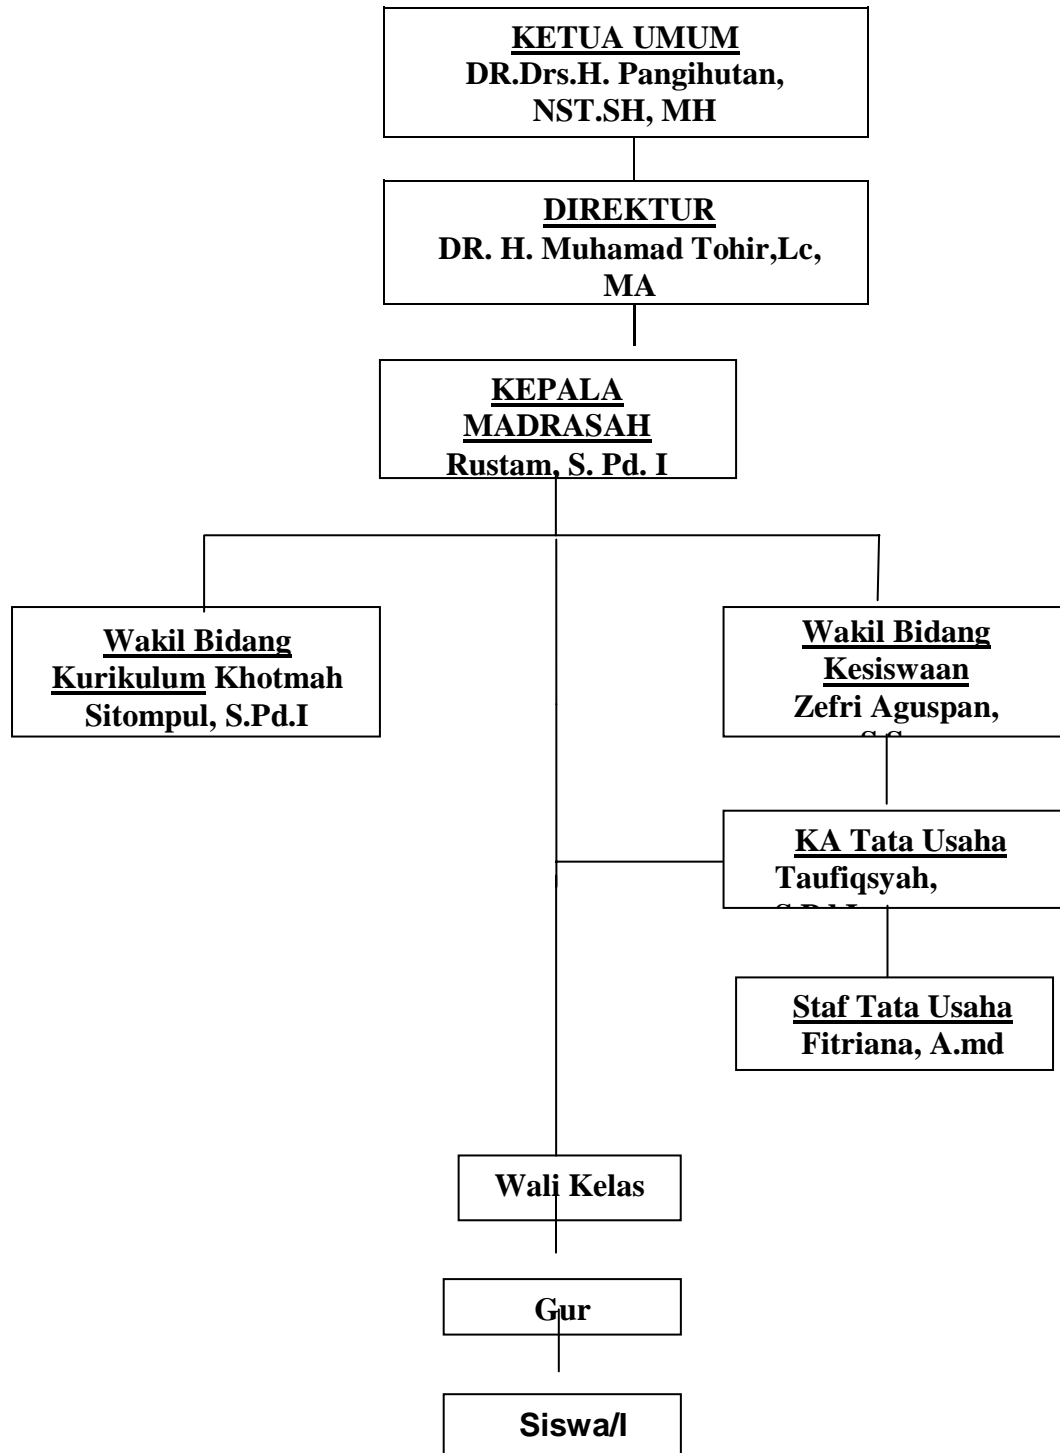 KETUA UMUM
DR.Drs.H. Pangihutan,
NST.SH, MH
DIREKTUR
DR. H. Muhamad Tohir,Lc,
MA
KEPALA
MADRASAH
Rustam, S. Pd. I
Wakil Bidang
Kurikulum Khotmah
Sitompul, S.Pd.I
Wakil Bidang
Kesiswaan
Zefri Aguspan,
KA Tata Usaha
Taufiqsyah,
Staf Tata Usaha
Fitriana, A.md
Wali Kelas
Gur
Siswa/I